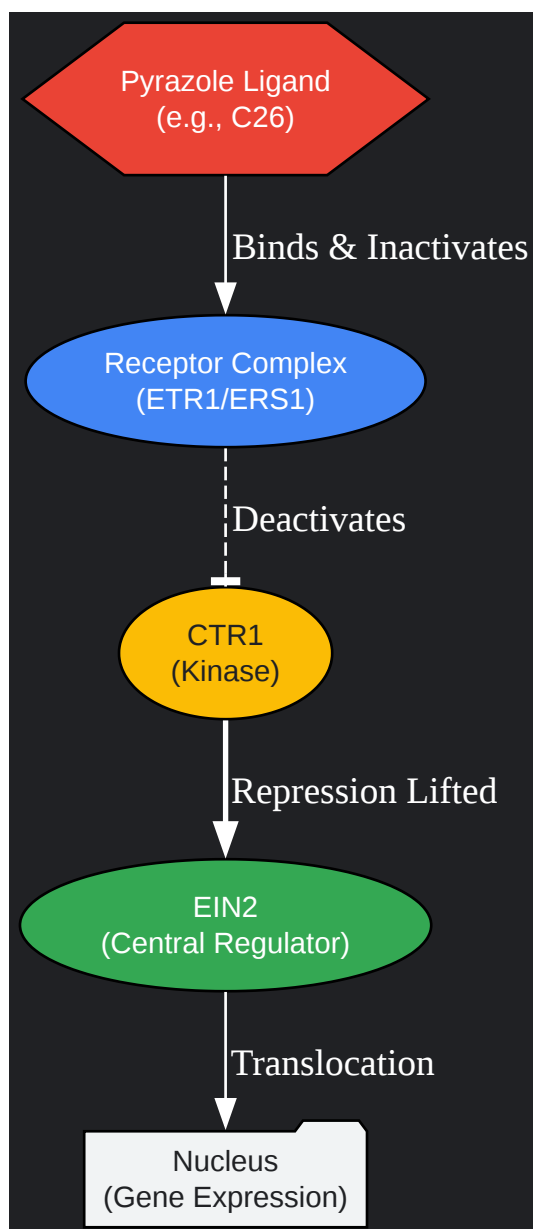 Pyrazole Ligand
(e.g., C26)
Binds & Inactivates
Receptor Complex
(ETR1/ERS1)
Deactivates
CTR1
(Kinase)
Repression Lifted
EIN2
(Central Regulator)
Translocation
Nucleus
(Gene Expression)